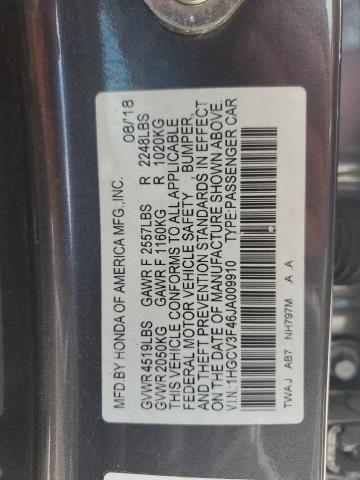 MFD BY HONDA OF AMERICA MFG.,INC. 08/'18
GVWR 4519LBS GAWR F 2557LBS R 2248LBS
GVWR 2050KG GAWR F 1160KG R 1020KG
THIS VEHICLE CONFORMS TO ALL APPLICABLE
FEDERAL MOTOR VEHICLE SAFETY, BUMPER,
AND THEFT PREVENTION STANDARDS IN EFFECT
ON THE DATE OF MANUFACTURE SHOWN ABOVE.
V.I.N.:1HGCV3F46JA009910 TYPE:PASSENGER CAR
TWAJ AB7 NH797M A A